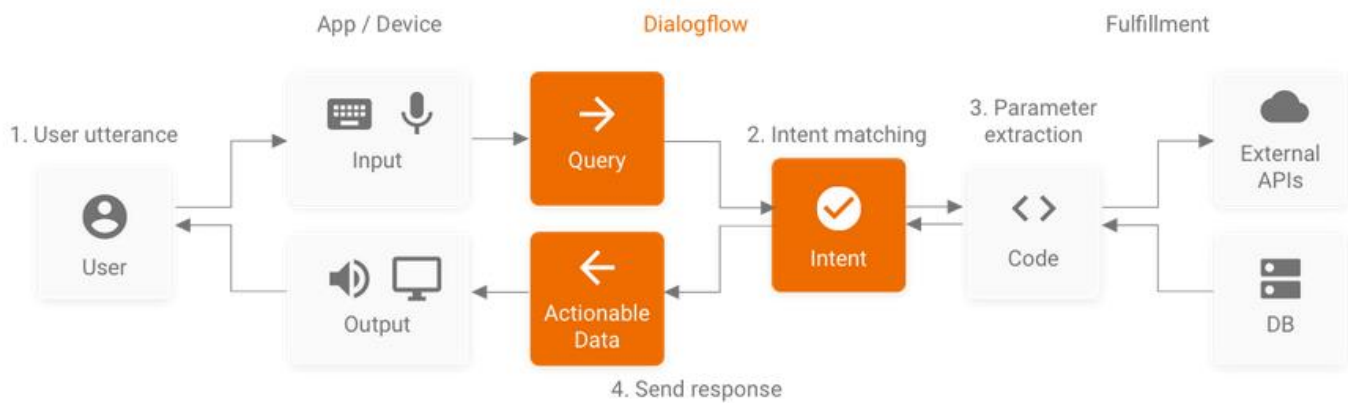 App / Device
Dialogflow
Fulfillment
1. User utterance
Input
Query
2. Intent matching
3. Parameter
extraction
External
APIs
User
Output
Actionable
Data
Intent
Code
DB
4. Send response